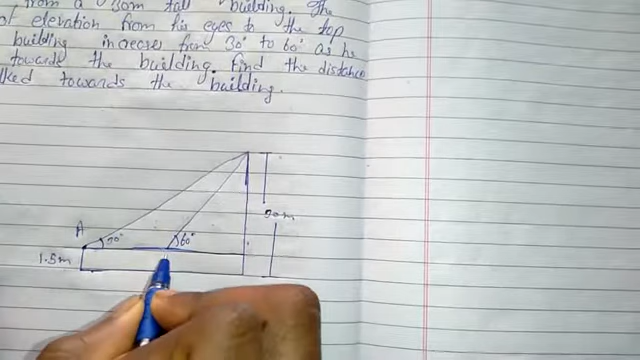 from a 30m tall building. The
of elevation from his eyes to the top
building increases from 30° to 60° as he
towards the building. Find the distance
lked towards the building.
A
30°
60°
30m
1.5m